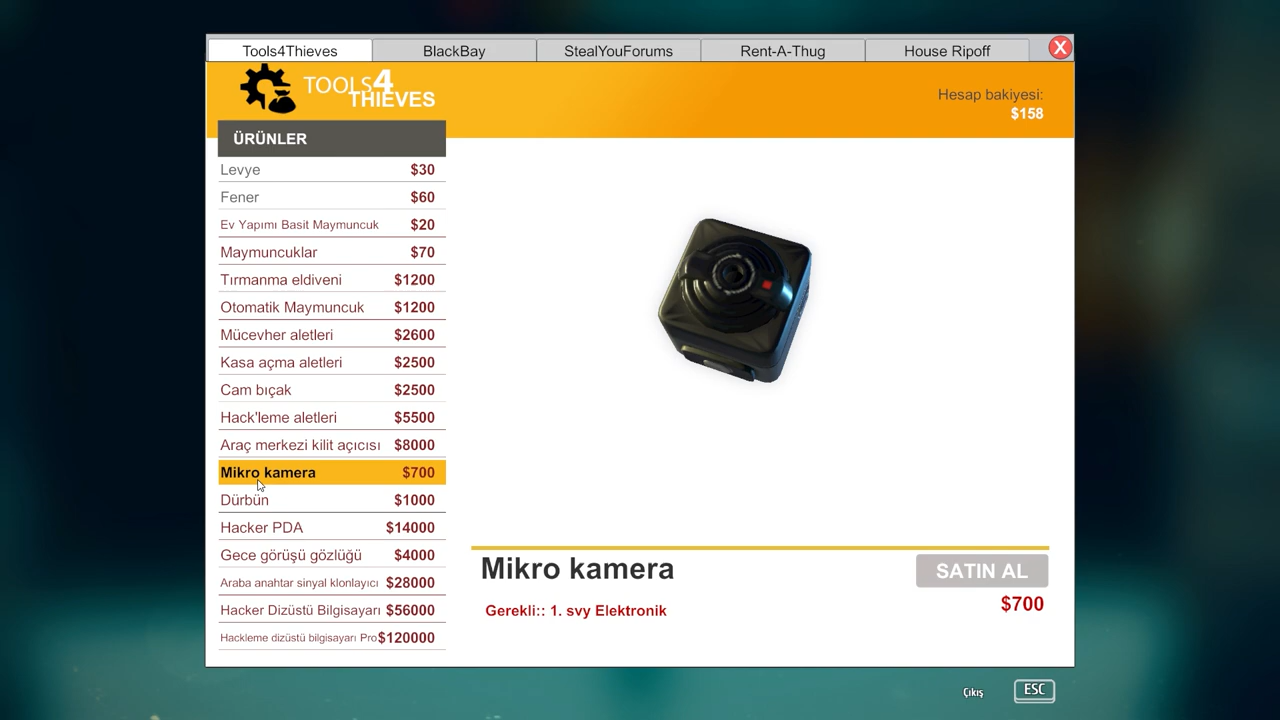 Tools4Thieves
BlackBay
StealYouForums
Rent-A-Thug
House Ripoff
X
TOOLS4
THIEVES
Hesap bakiyesi:
$158
ÜRÜNLER
Levye $30
Fener $60
Ev Yapımı Basit Maymuncuk $20
Maymuncuklar $70
Tırmanma eldiveni $1200
Otomatik Maymuncuk $1200
Mücevher aletleri $2600
Kasa açma aletleri $2500
Cam bıçak $2500
Hack'leme aletleri $5500
Araç merkezi kilit açıcısı $8000
Mikro kamera $700
Dürbün $1000
Hacker PDA $14000
Gece görüşü gözlüğü $4000
Araba anahtar sinyal klonlayıcı $28000
Hacker Dizüstü Bilgisayarı $56000
Hackleme dizüstü bilgisayarı Pro $120000
Mikro kamera
SATIN AL
Gerekli:: 1. svy Elektronik
$700
Çıkış ESC